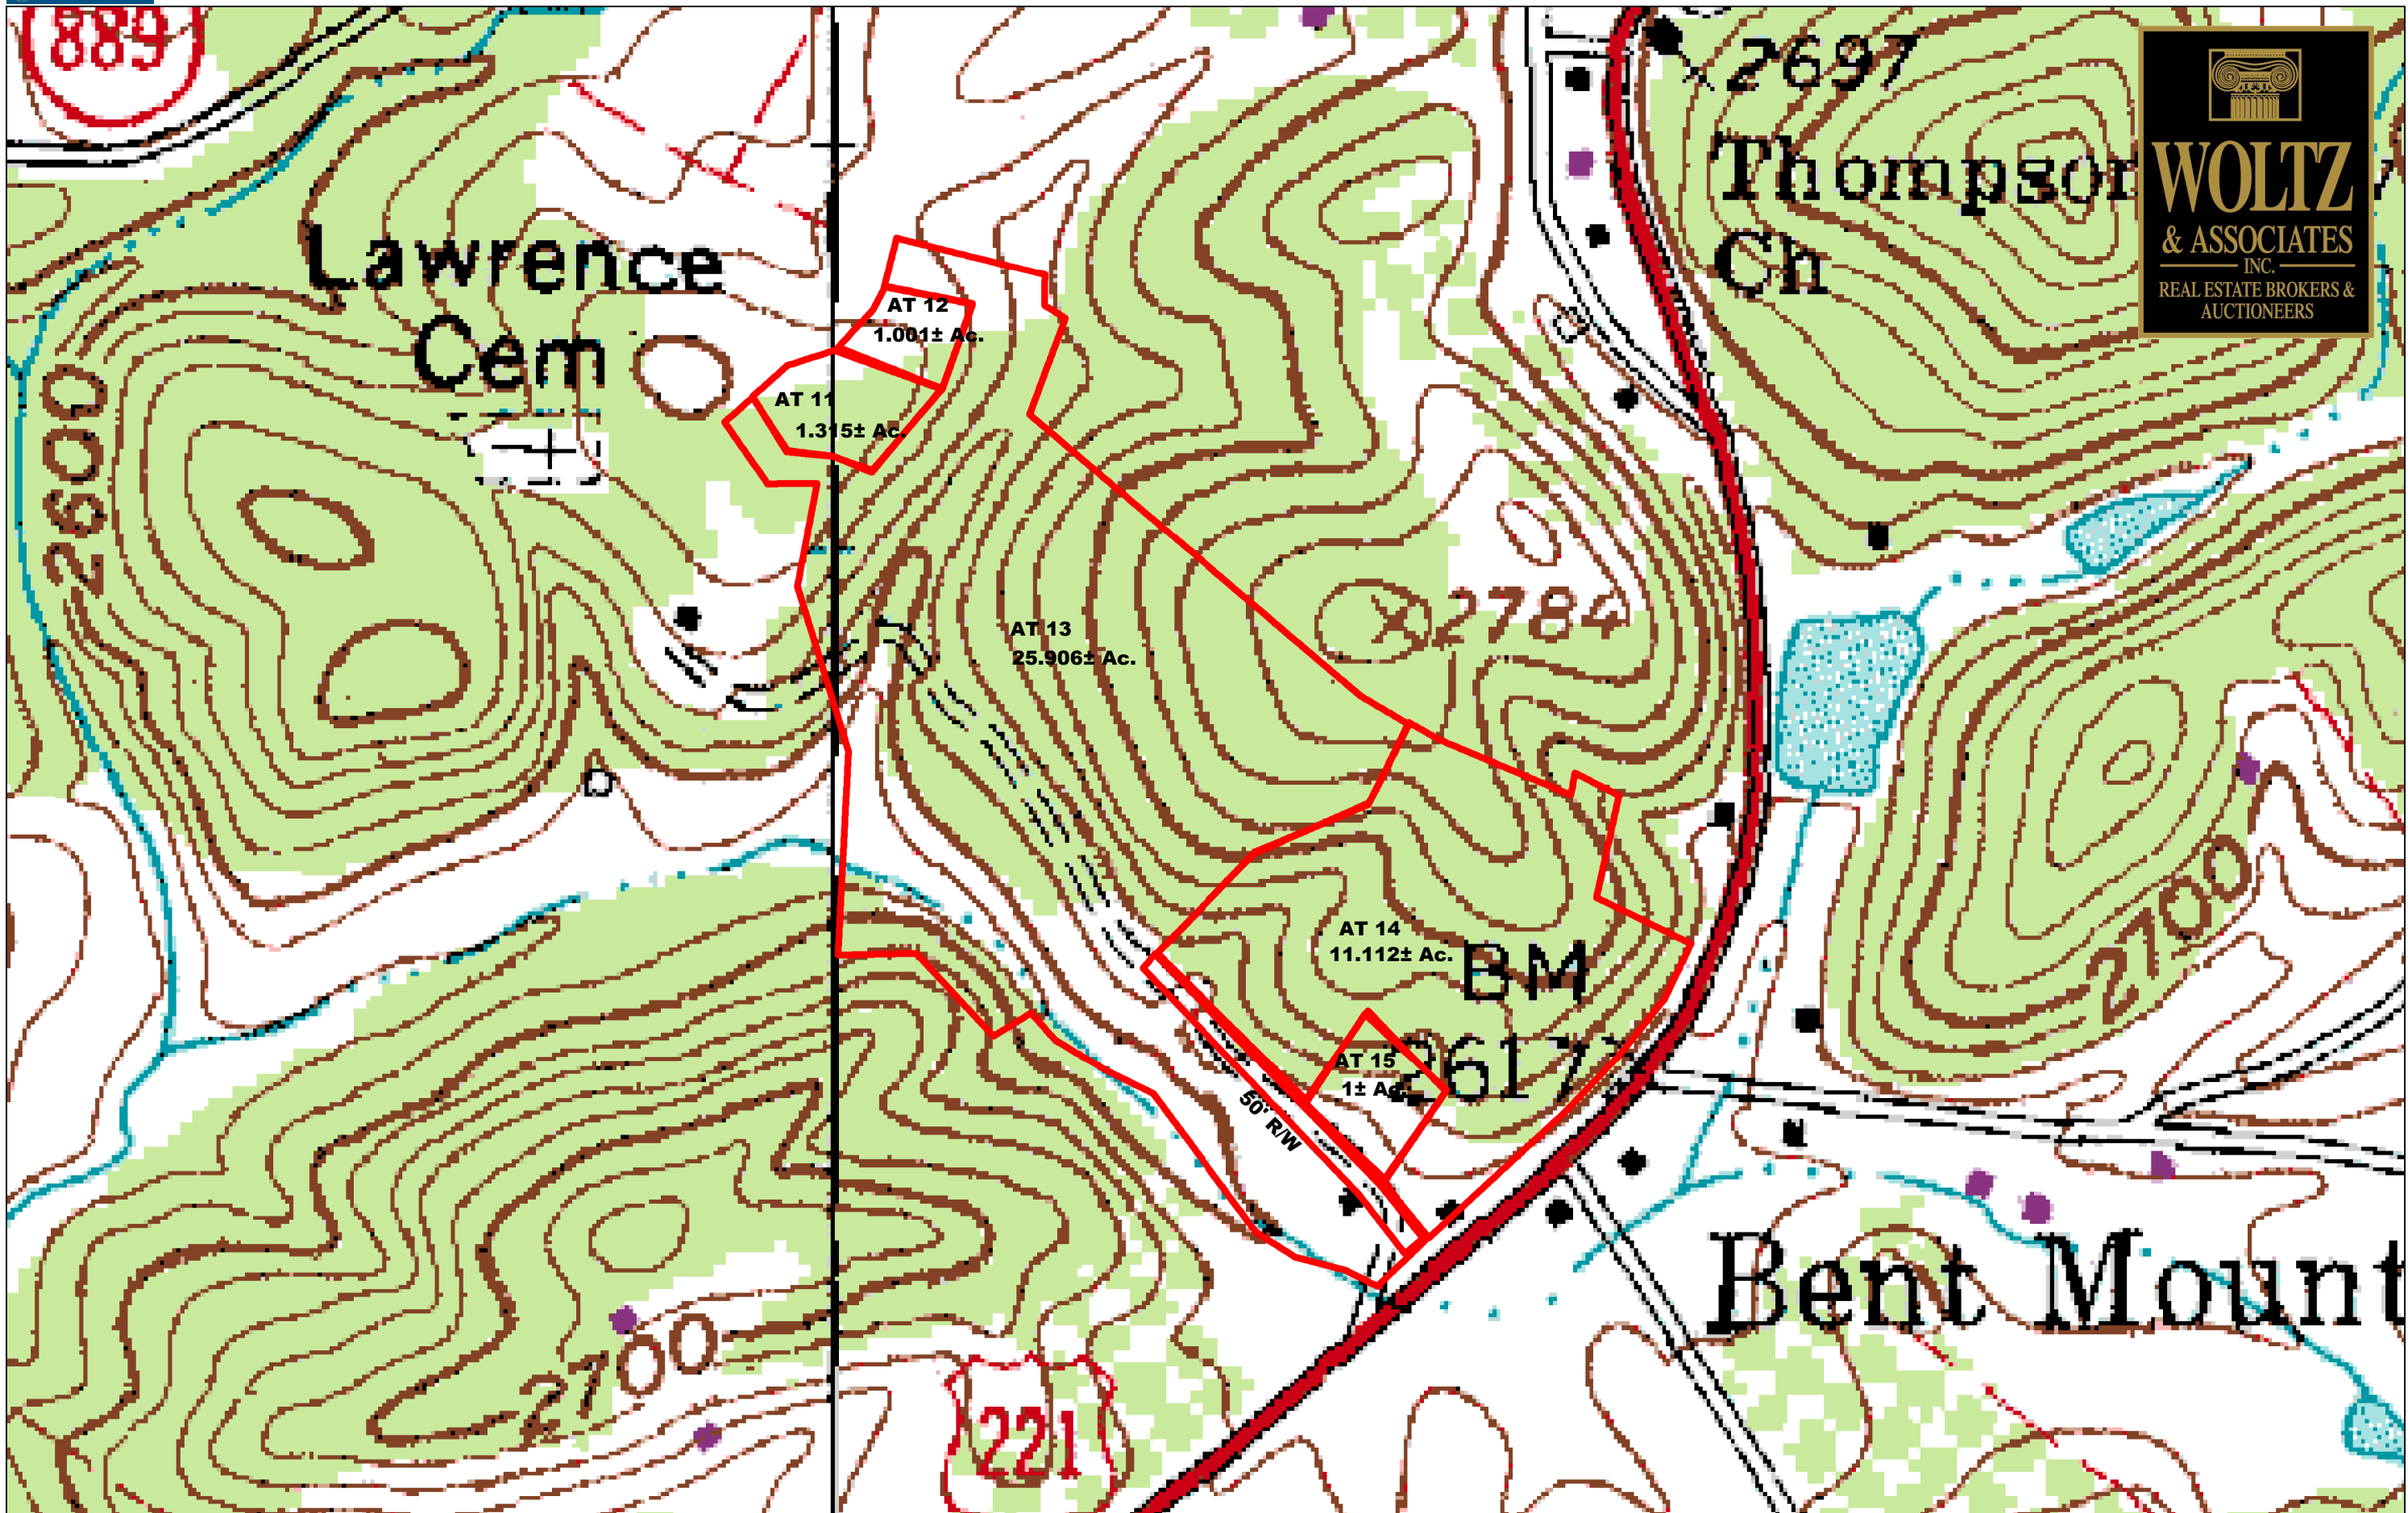 889
2697
Thompson
Ch
WOLTZ
& ASSOCIATES
INC.
REAL ESTATE BROKERS &
AUCTIONEERS
Lawrence
Cem
AT 12
1.001± Ac.
AT 11
1.315± Ac.
2600
2784
AT 13
25.906± Ac.
AT 14
11.112± Ac.
BM
2617
AT 15
1± Ac.
50' R/W
2700
Bent Mount
2700
221